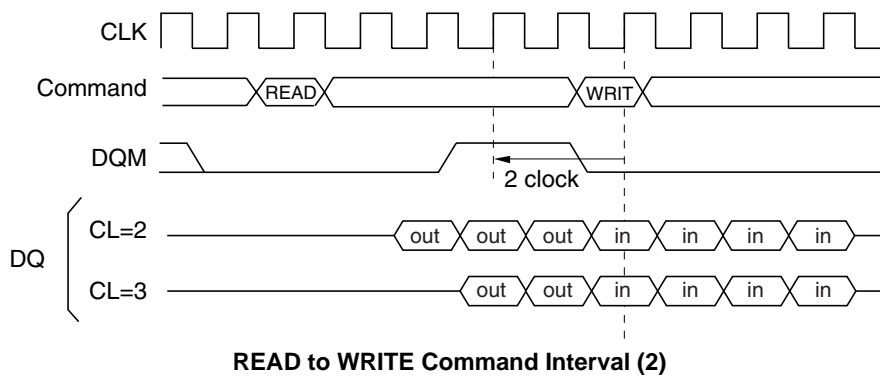 CLK
Command READ WRIT
DQM
2 clock
DQ
CL=2 out out out in in in in
CL=3 out out in in in in
READ to WRITE Command Interval (2)